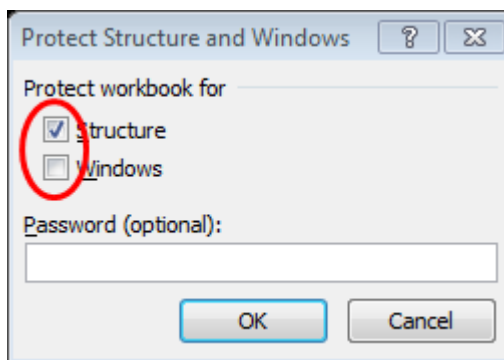 Protect Structure and Windows
Protect workbook for
Structure
Windows
Password (optional):
OK Cancel